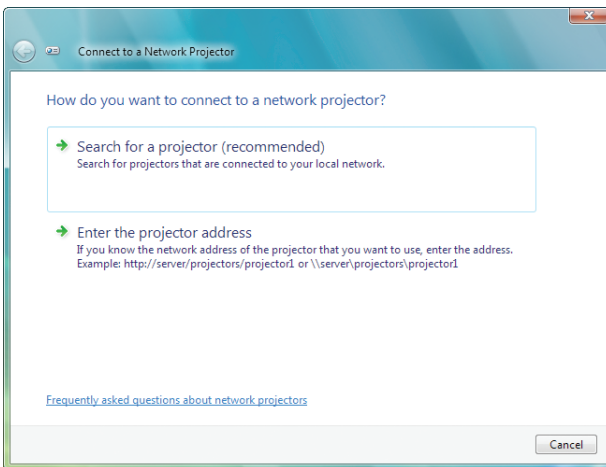 Connect to a Network Projector
How do you want to connect to a network projector?
Search for a projector (recommended)
Search for projectors that are connected to your local network.
Enter the projector address
If you know the network address of the projector that you want to use, enter the address.
Example: http://server/projectors/projector1 or \\server\projectors\projector1
Frequently asked questions about network projectors
Cancel